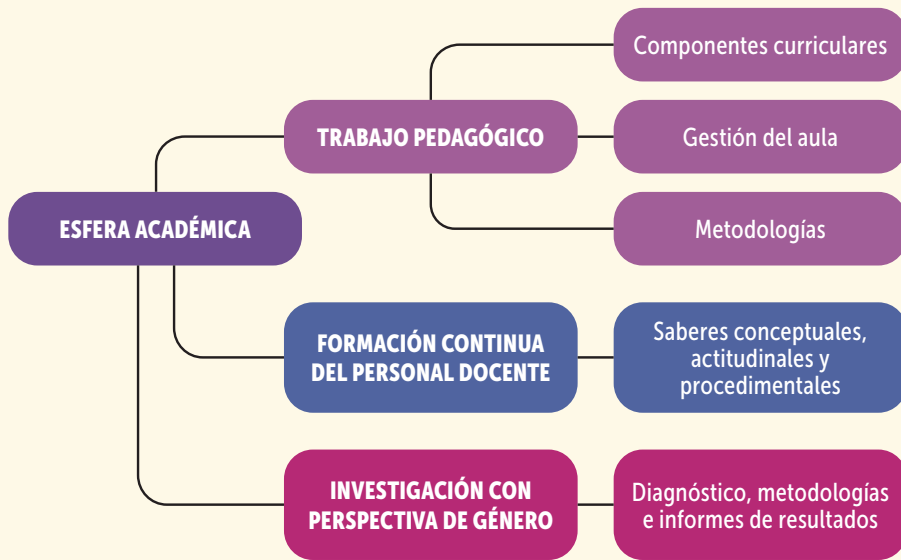 Componentes curriculares
TRABAJO PEDAGÓGICO
Gestión del aula
ESFERA ACADÉMICA
Metodologías
FORMACIÓN CONTINUA
DEL PERSONAL DOCENTE
Saberes conceptuales,
actitudinales y
procedimentales
INVESTIGACIÓN CON
PERSPECTIVA DE GÉNERO
Diagnóstico, metodologías
e informes de resultados